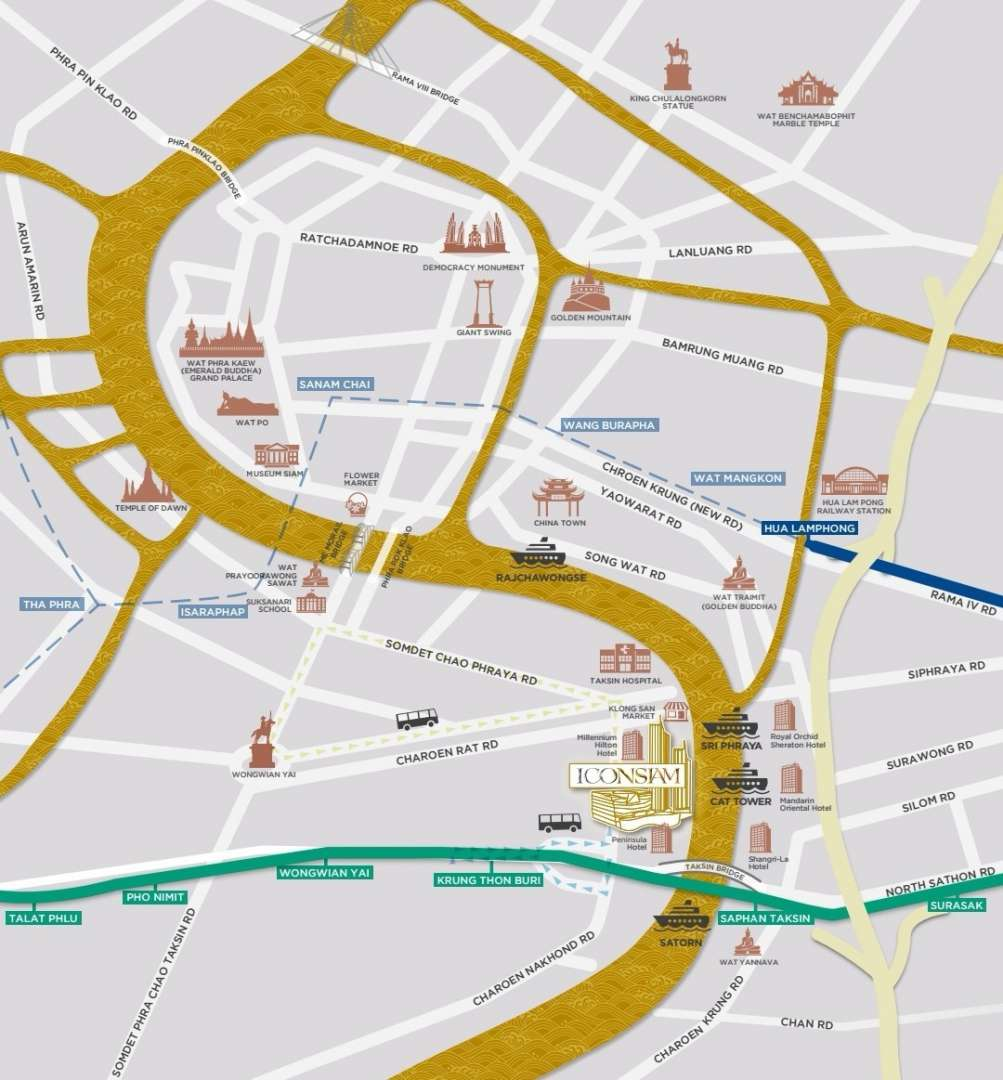 PHRA PIN KLAO RD
RAMA VIII BRIDGE
KING CHULALONGKORN
STATUE
WAT BENCHAMABOPHIT
MARBLE TEMPLE
PHRA PINKLAO BRIDGE
ARUN AMARIN RD
RATCHADAMNOE RD
DEMOCRACY MONUMENT
LANLUANG RD
GIANT SWING
GOLDEN MOUNTAIN
WAT PHRA KAEW
(EMERALD BUDDHA)
GRAND PALACE
BAMRUNG MUANG RD
SANAM CHAI
WAT PO
WANG BURAPHA
MUSEUM SIAM
FLOWER
MARKET
CHROEN KRUNG (NEW RD)
WAT MANGKON
YAOWARAT RD
TEMPLE OF DAWN
CHINA TOWN
HUA LAM PONG
RAILWAY STATION
HUA LAMPHONG
PHRA POK KLAO
BRIDGE
RAJCHAWONGSE
SONG WAT RD
WAT
PRAYOORAWONG
SAWAT
SUKSANARI
SCHOOL
WAT TRAIMIT
(GOLDEN BUDDHA)
RAMA IV RD
THA PHRA
ISARAPHAP
SOMDET CHAO PHRAYA RD
TAKSIN HOSPITAL
SIPHRAYA RD
KLONG SAN
MARKET
SRI PHRAYA
Royal Orchid
Sheraton Hotel
Millennium
Hilton
Hotel
WONGWIAN YAI
CHAROEN RAT RD
SURAWONG RD
ICONSIAM
CAT TOWER
Mandarin
Oriental Hotel
SILOM RD
Peninsula
Hotel
Shangri-La
Hotel
TAKSIN BRIDGE
WONGWIAN YAI
KRUNG THON BURI
PHO NIMIT
TALAT PHLU
NORTH SATHON RD
SURASAK
SAPHAN TAKSIN
SATORN
WAT YANNAVA
SOMDET PHRA CHAO TAKSIN RD
CHAROEN NAKHOND RD
CHAROEN KRUNG RD
CHAN RD